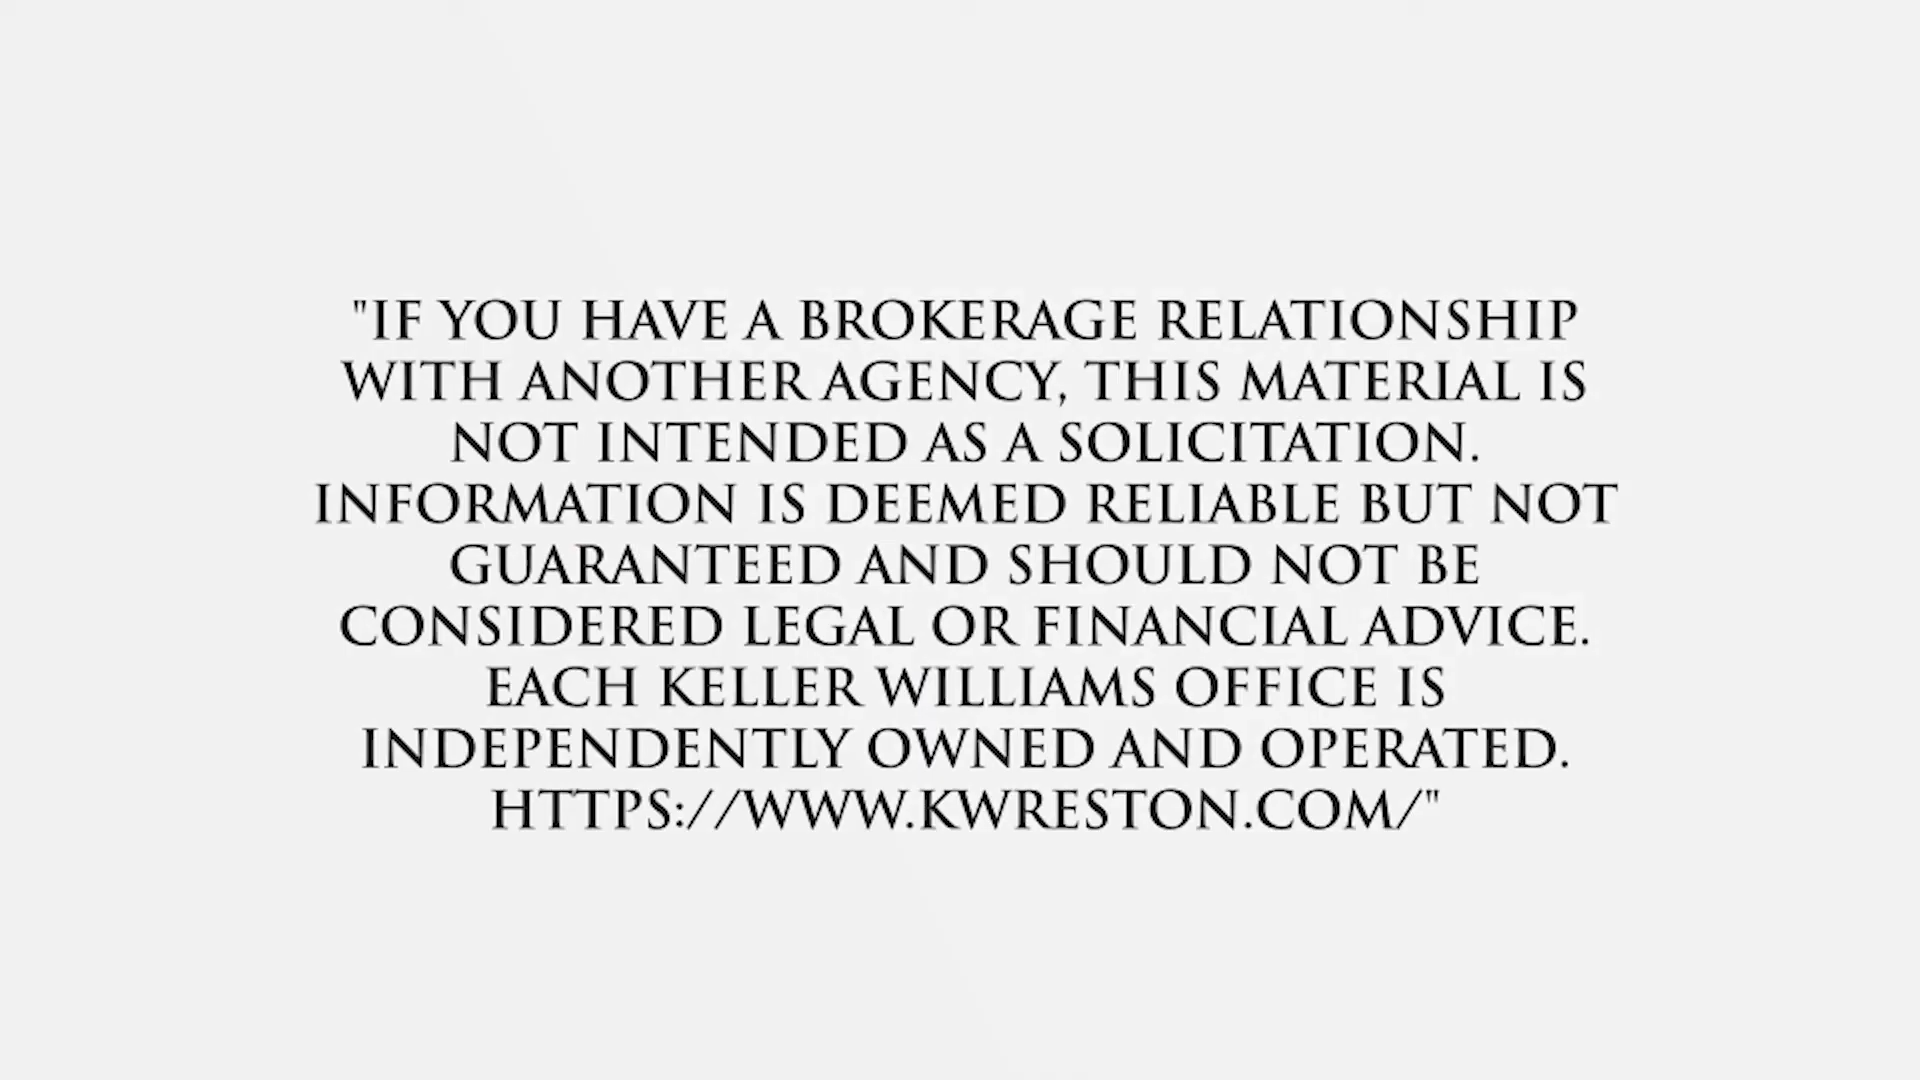 "IF YOU HAVE A BROKERAGE RELATIONSHIP
WITH ANOTHER AGENCY, THIS MATERIAL IS
NOT INTENDED AS A SOLICITATION.
INFORMATION IS DEEMED RELIABLE BUT NOT
GUARANTEED AND SHOULD NOT BE
CONSIDERED LEGAL OR FINANCIAL ADVICE.
EACH KELLER WILLIAMS OFFICE IS
INDEPENDENTLY OWNED AND OPERATED.
HTTPS://WWW.KWRESTON.COM/"